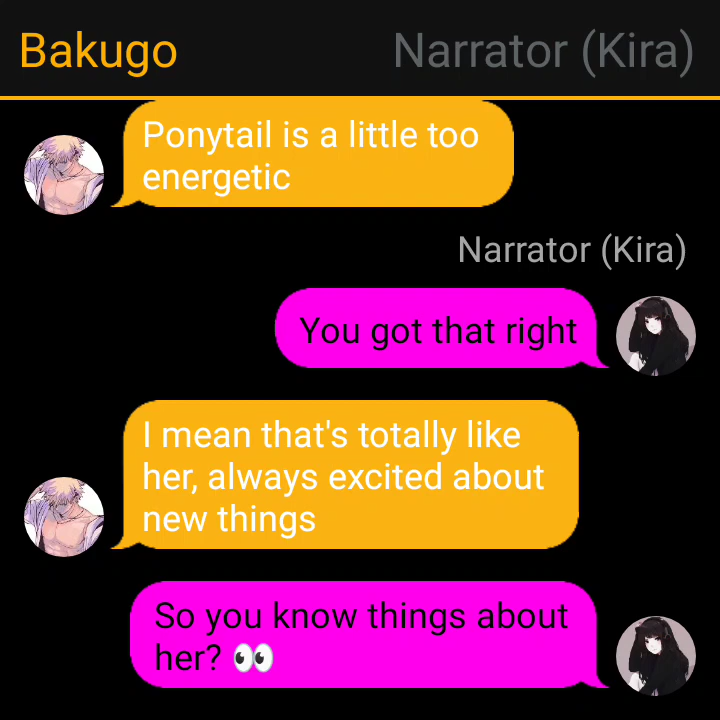 Bakugo Narrator (Kira)
Ponytail is a little too
energetic
Narrator (Kira)
You got that right
I mean that's totally like
her, always excited about
new things
So you know things about
her? 👀